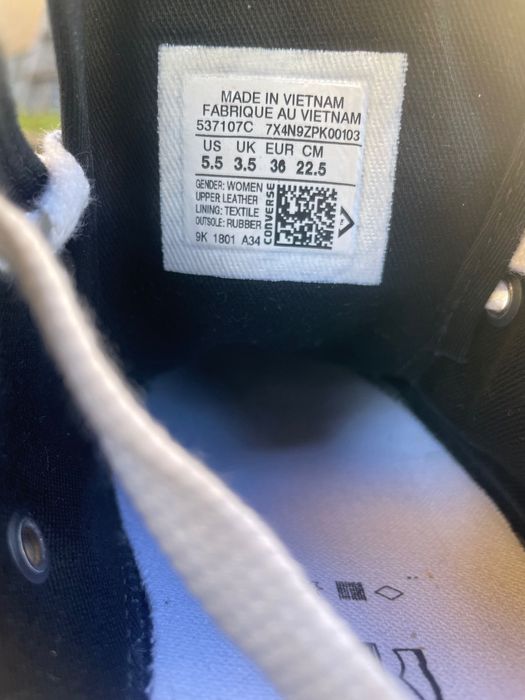 MADE IN VIETNAM
FABRIQUE AU VIETNAM
537107C 7X4N9ZPK00103
US UK EUR CM
5.5 3.5 36 22.5
GENDER: WOMEN
UPPER: LEATHER
LINING: TEXTILE
OUTSOLE: RUBBER
CONVERSE
9K 1801 A34